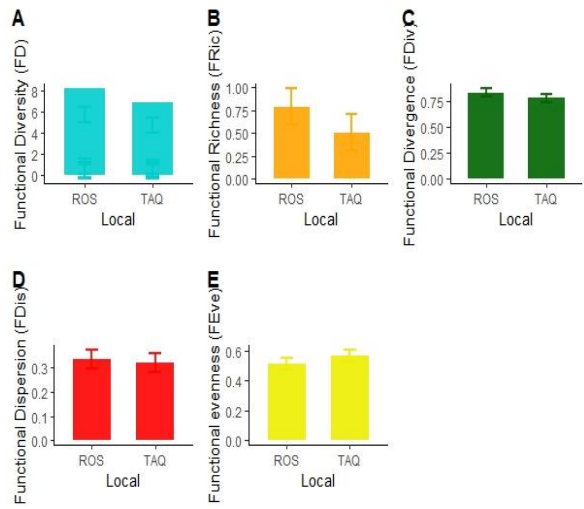 A
Functional Diversity (FD)
8
6
4
2
0
ROS TAQ
Local
B
Functional Richness (FRic)
1.00
0.75
0.50
0.25
0.00
ROS TAQ
Local
C
Functional Divergence (FDiv)
0.75
0.50
0.25
0.00
ROS TAQ
Local
D
Functional Dispersion (FDis)
0.3
0.2
0.1
0.0
ROS TAQ
Local
E
Functional evenness (FEve)
0.6
0.4
0.2
0.0
ROS TAQ
Local